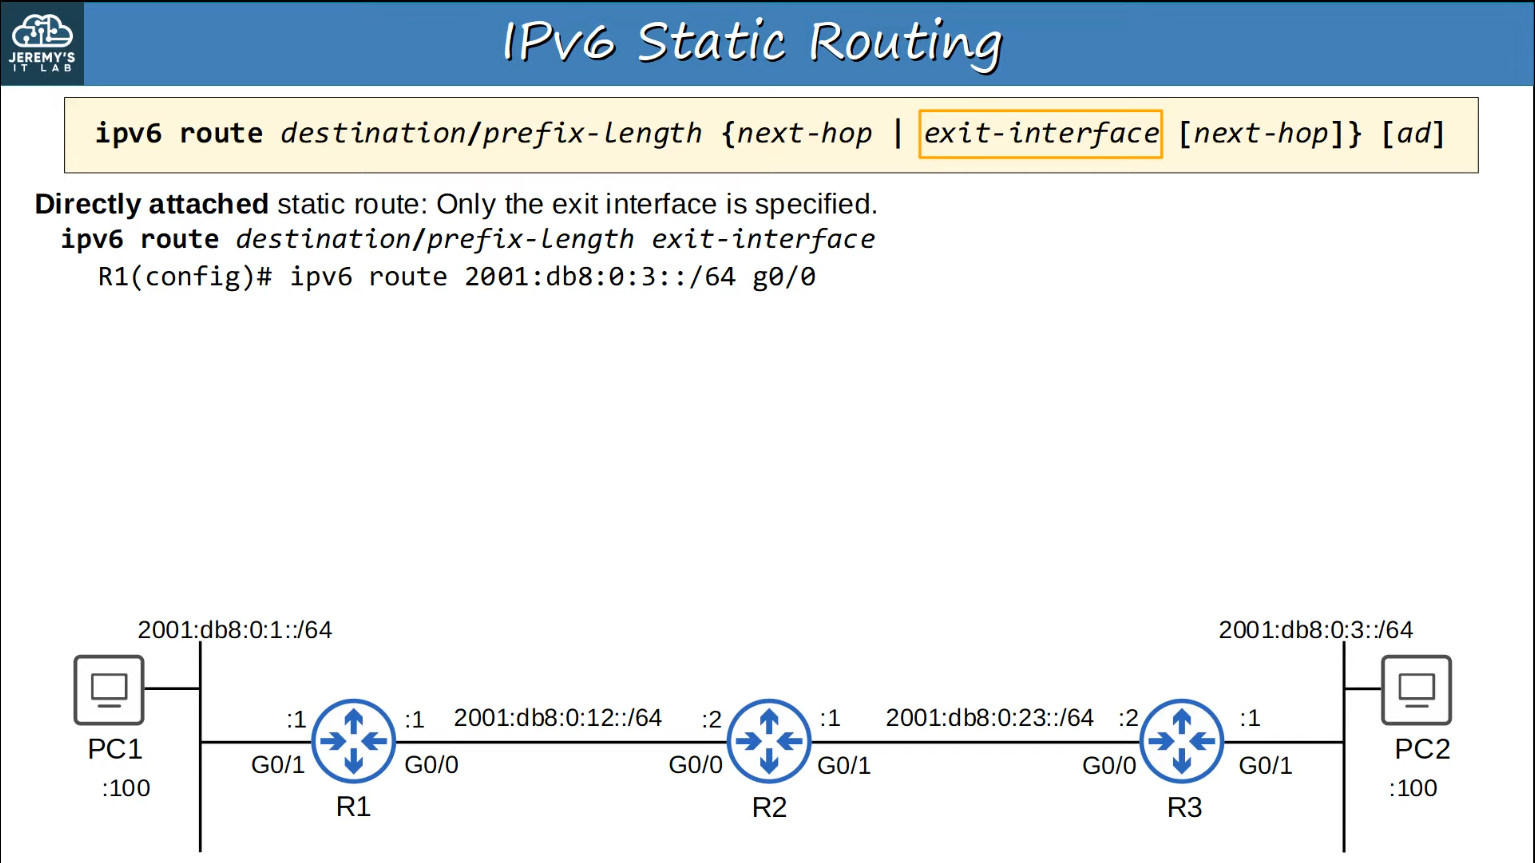 JEREMY'S
IT LAB
IPv6 Static Routing
ipv6 route destination/prefix-length {next-hop | exit-interface [next-hop]} [ad]
Directly attached static route: Only the exit interface is specified.
ipv6 route destination/prefix-length exit-interface
R1(config)# ipv6 route 2001:db8:0:3::/64 g0/0
2001:db8:0:1::/64
2001:db8:0:3::/64
:1
:1
2001:db8:0:12::/64
:2
:1
2001:db8:0:23::/64
:2
:1
PC1
PC2
G0/1
G0/0
G0/0
G0/1
G0/0
G0/1
:100
:100
R1
R2
R3